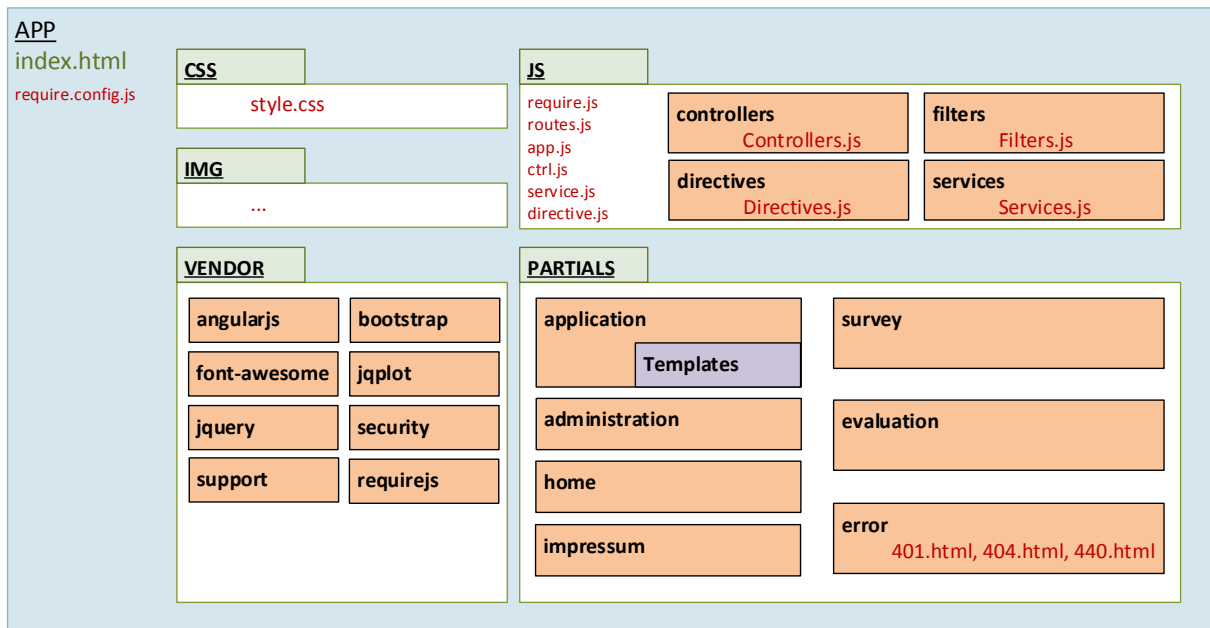 APP
index.html
require.config.js
CSS
style.css
IMG
...
JS
require.js
routes.js
app.js
ctrl.js
service.js
directive.js
controllers
Controllers.js
filters
Filters.js
directives
Directives.js
services
Services.js
VENDOR
angularjs
bootstrap
font-awesome
jqplot
jquery
security
support
requirejs
PARTIALS
application
Templates
administration
home
impressum
survey
evaluation
error
401.html, 404.html, 440.html